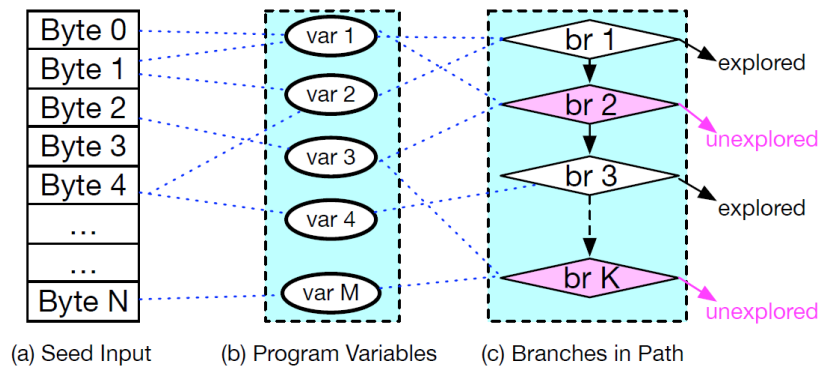 Byte 0
Byte 1
Byte 2
Byte 3
Byte 4
...
...
Byte N
(a) Seed Input
var 1
var 2
var 3
var 4
var M
(b) Program Variables
br 1
explored
br 2
unexplored
br 3
explored
br K
unexplored
(c) Branches in Path